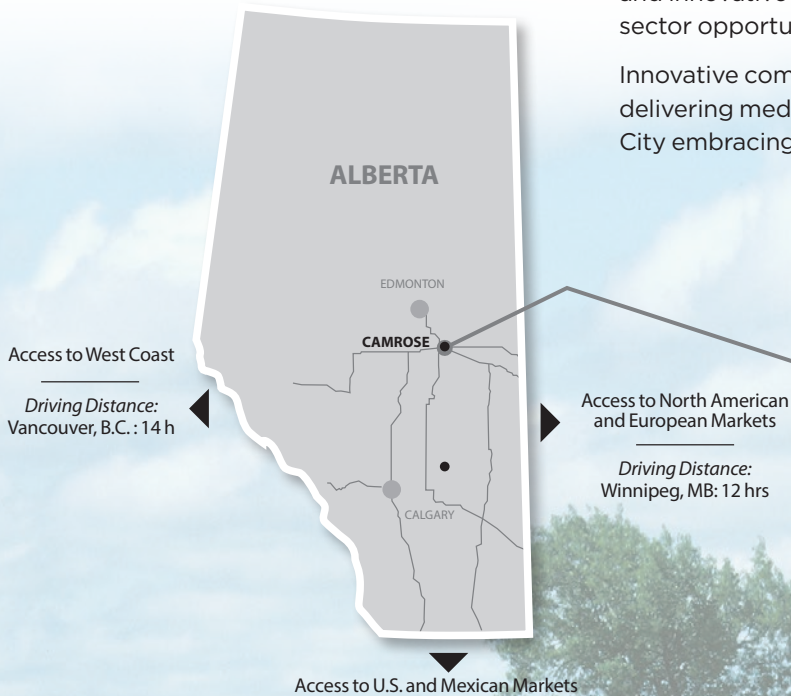 and innovative
sector opportu
Innovative com
delivering med
City embracing
ALBERTA
EDMONTON
CAMROSE
CALGARY
Access to West Coast
Driving Distance:
Vancouver, B.C. : 14 h
Access to North American
and European Markets
Driving Distance:
Winnipeg, MB: 12 hrs
Access to U.S. and Mexican Markets